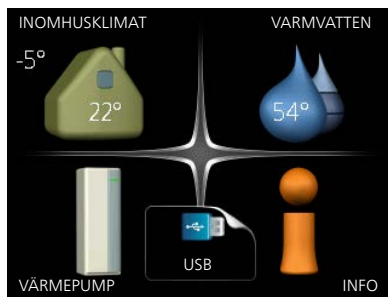 INOMHUSKLIMAT
VARMVATTEN
-5°
22°
54°
USB
VÄRMEPUMP
INFO